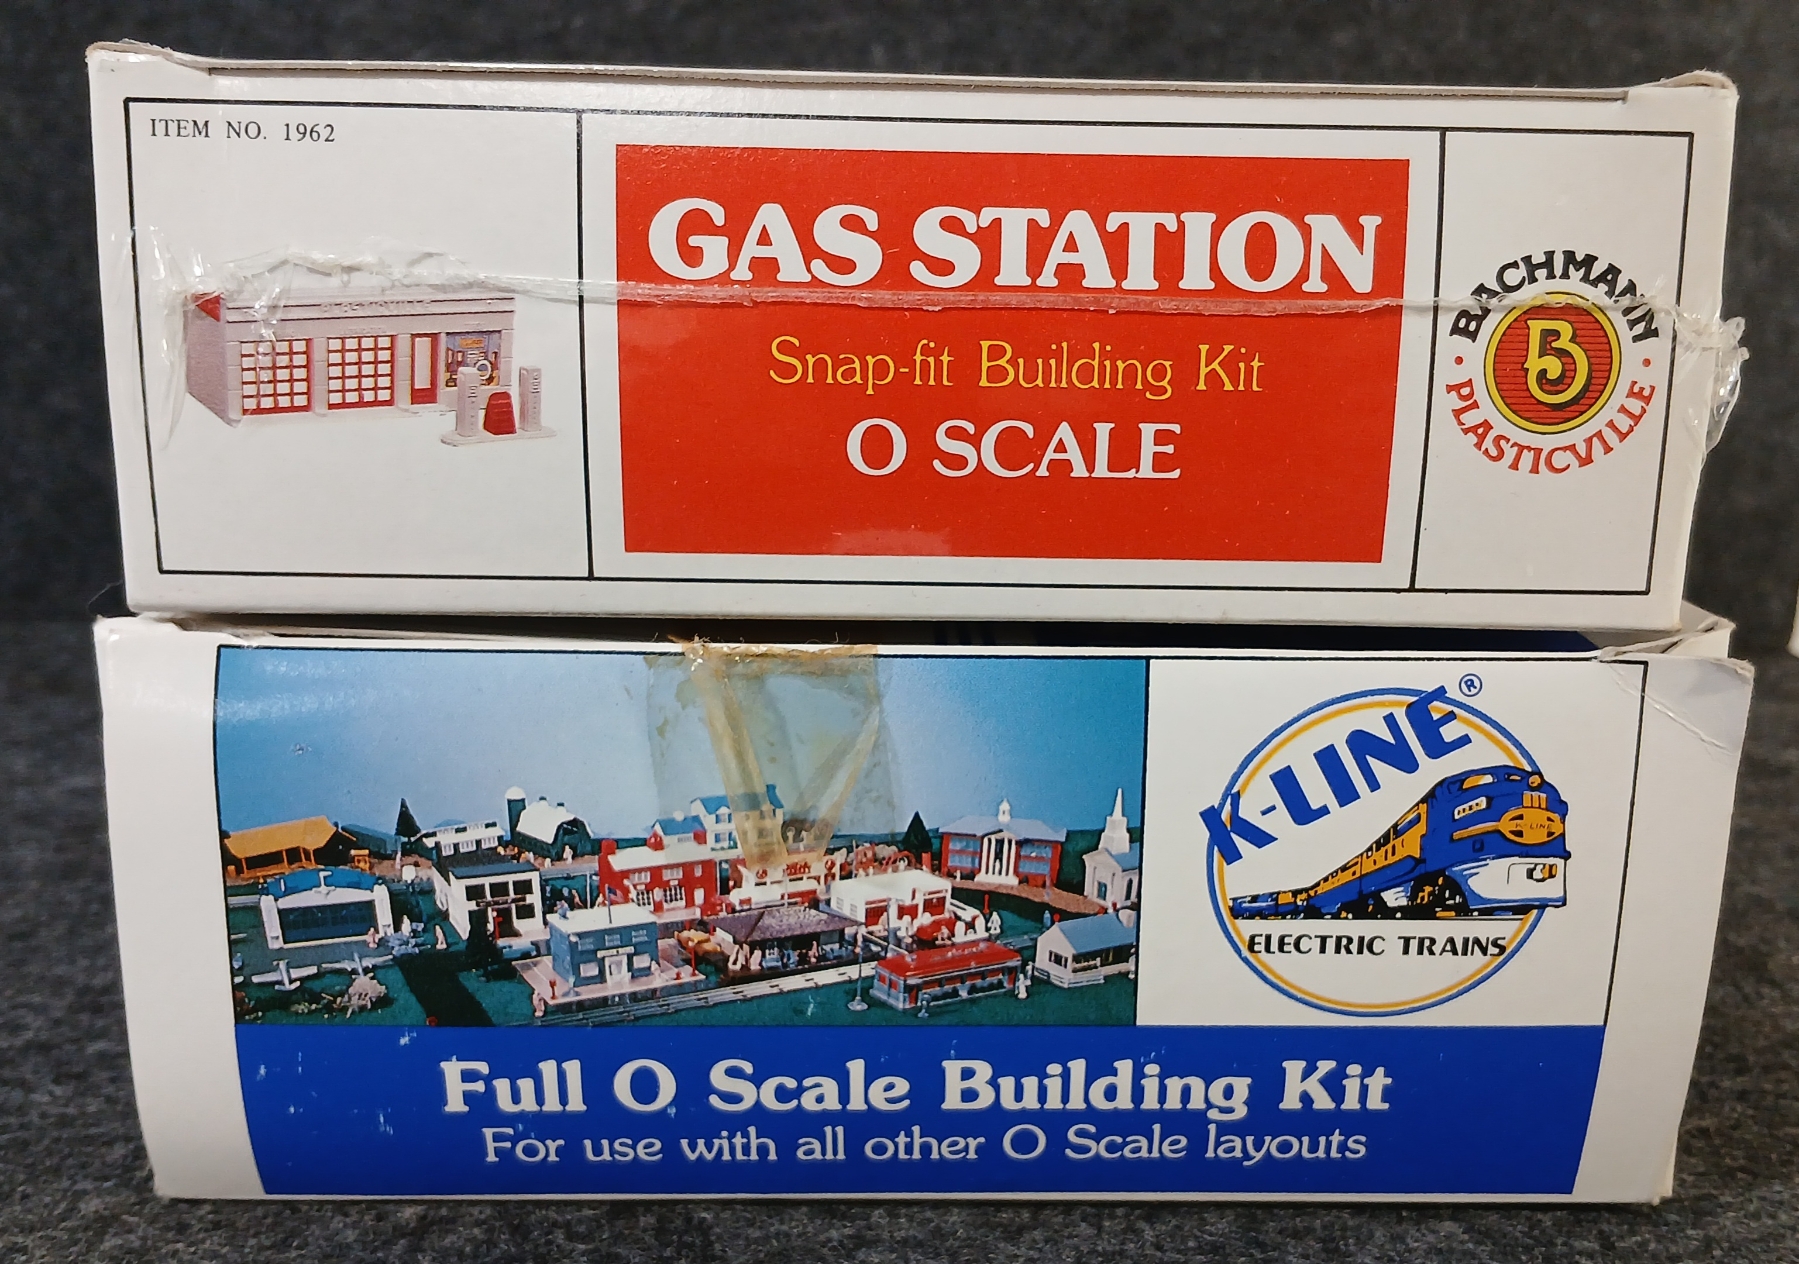 ITEM NO. 1962
GAS STATION
Snap-fit Building Kit
O SCALE
BACHMANN
B
• PLASTICVILLE •
K-LINE®
K-LINE
ELECTRIC TRAINS
Full O Scale Building Kit
For use with all other O Scale layouts